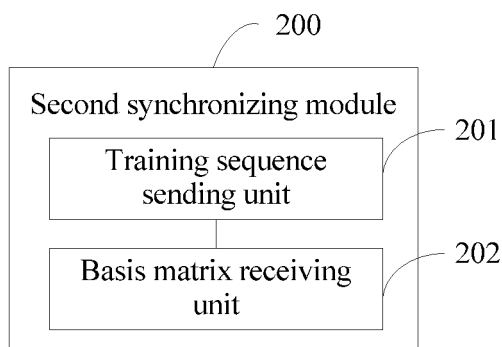 200
Second synchronizing module
Training sequence
sending unit
201
Basis matrix receiving
unit
202